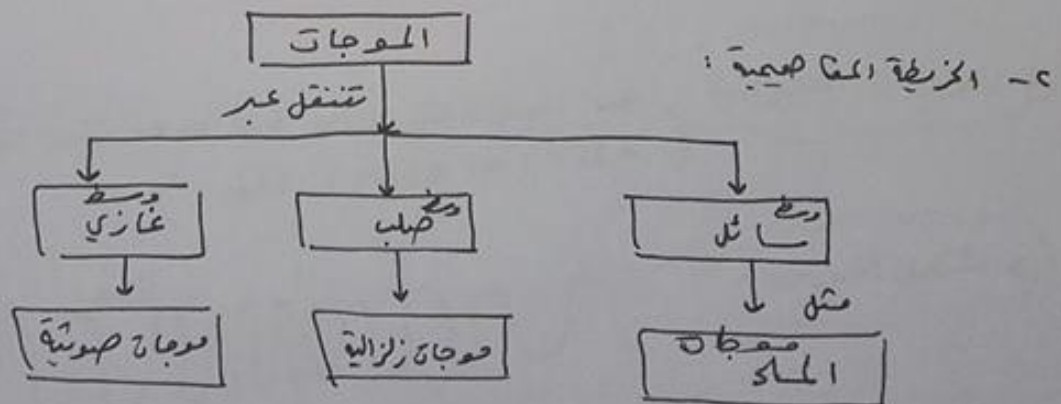 ٢- الخريطة المفاهيمية :
الموجات
تنتقل عبر
وسط سائل
وسط صلب
وسط غازي
مثل
موجات الماء
موجات زلزالية
موجات صوتية